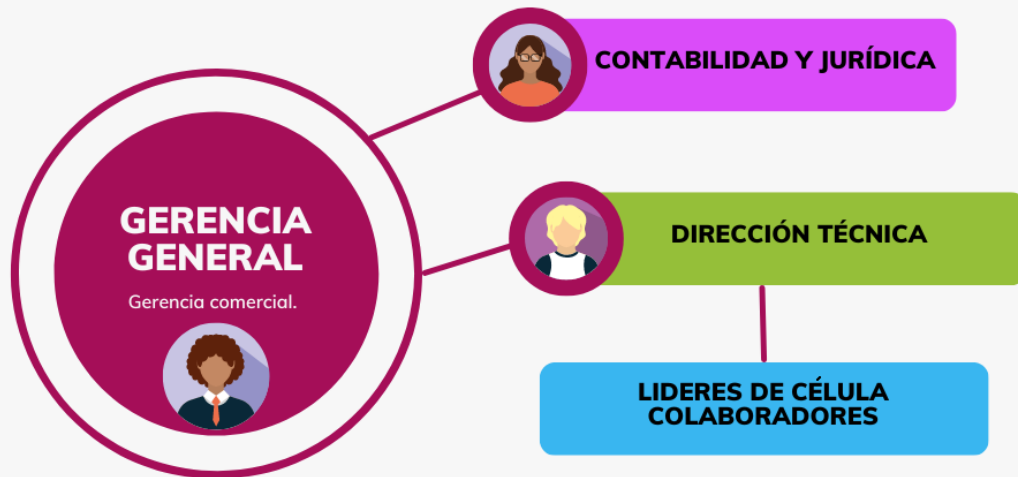 GERENCIA
GENERAL
Gerencia comercial.
CONTABILIDAD Y JURÍDICA
DIRECCIÓN TÉCNICA
LIDERES DE CÉLULA
COLABORADORES